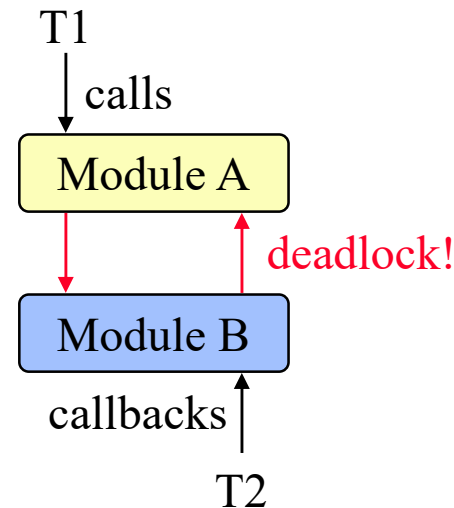 T1
calls
Module A
deadlock!
Module B
callbacks
T2